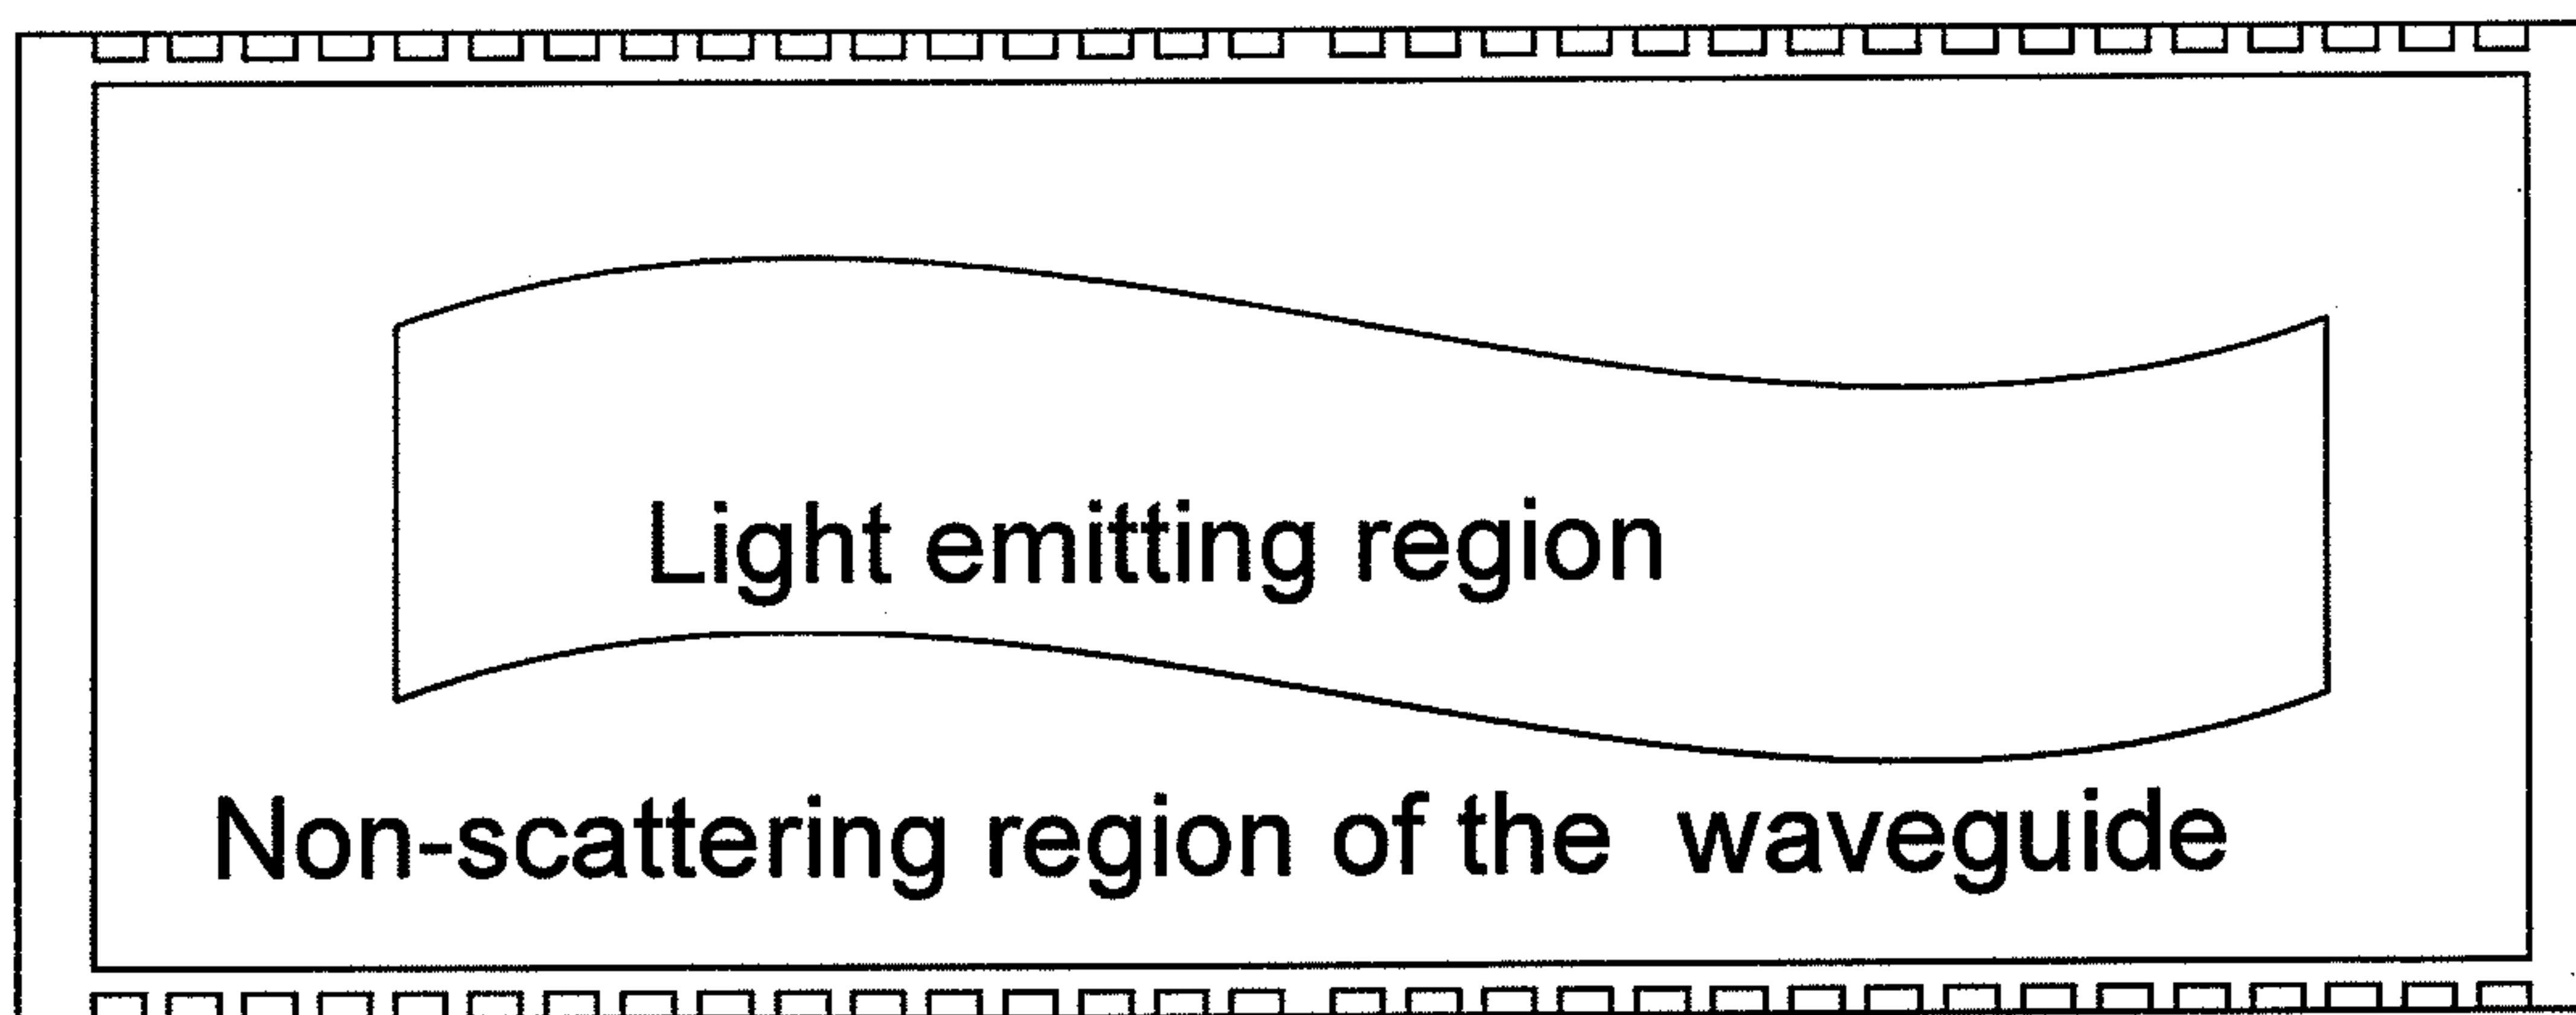 Light emitting region
Non-scattering region of the waveguide